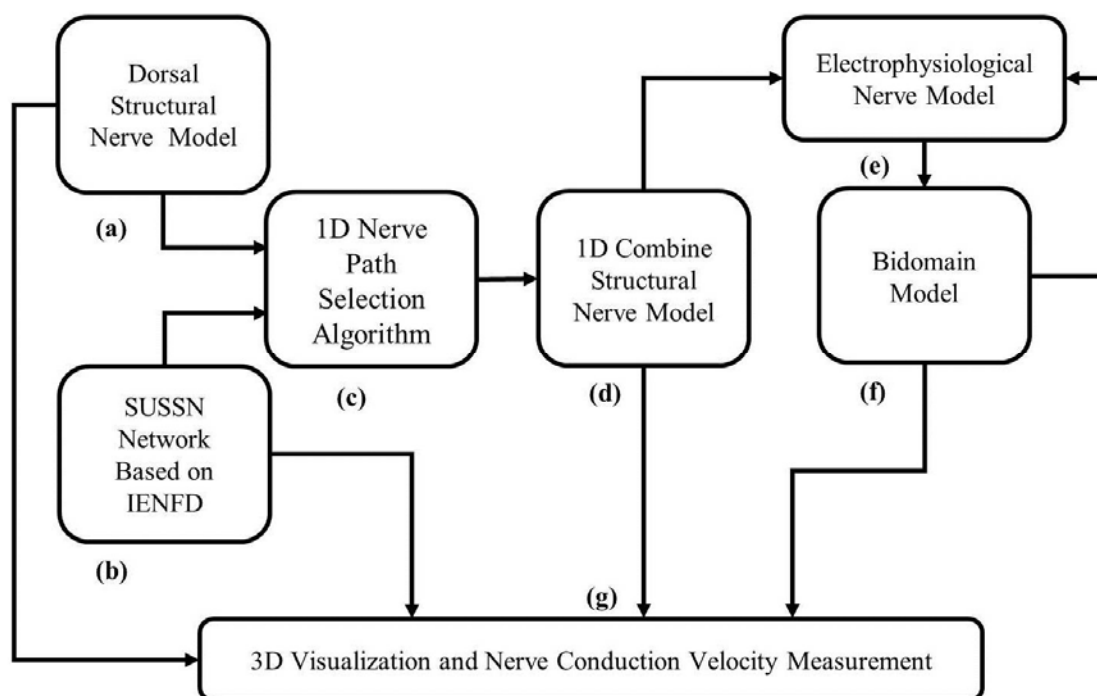 Dorsal
Structural
Nerve Model
(a)
SUSSN
Network
Based on
IENFD
(b)
1D Nerve
Path
Selection
Algorithm
(c)
1D Combine
Structural
Nerve Model
(d)
Electrophysiological
Nerve Model
(e)
Bidomain
Model
(f)
(g)
3D Visualization and Nerve Conduction Velocity Measurement